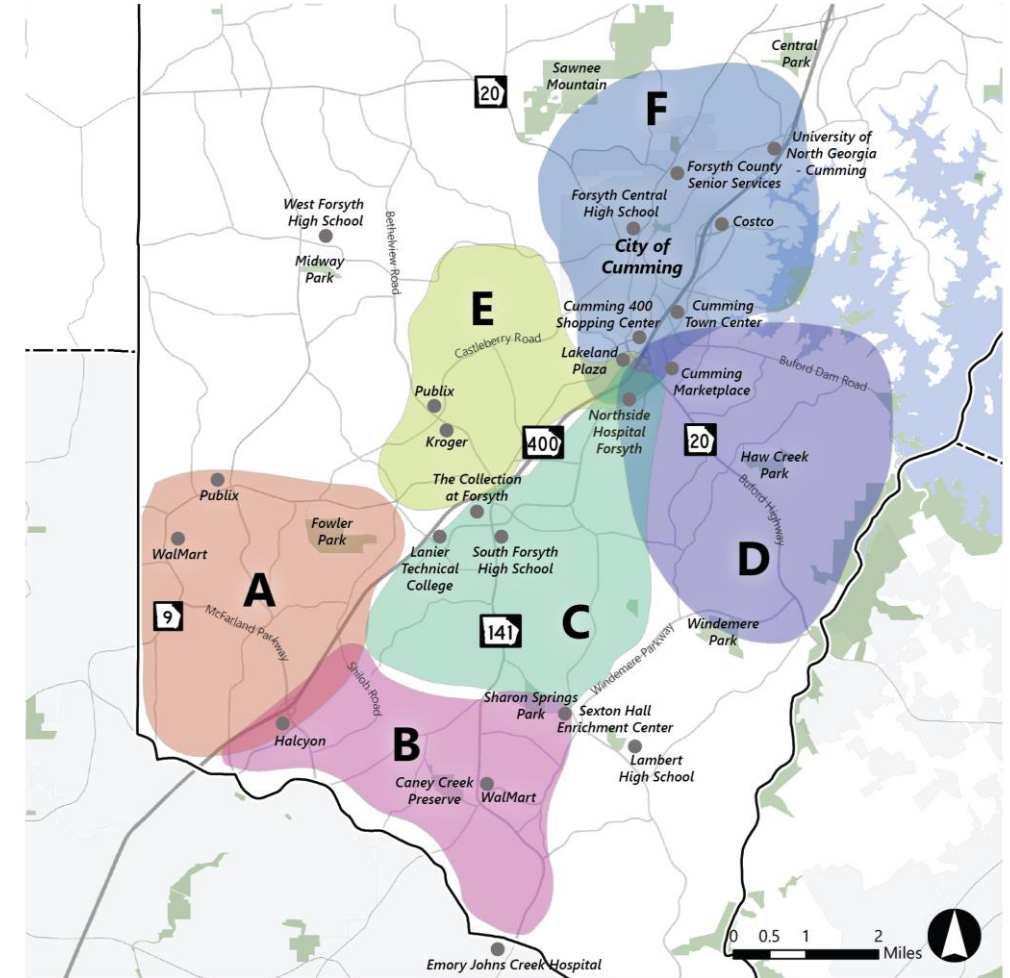 Central
Park
Sawnee
Mountain
20
F
University of
North Georgia
- Cumming
Forsyth County
Senior Services
Forsyth Central
High School
Costco
West Forsyth
High School
Bethelview Road
City of
Cumming
Midway
Park
E
Cumming 400
Shopping Center
Cumming
Town Center
Castleberry Road
Lakeland
Plaza
Buford Dam Road
Cumming
Marketplace
Publix
Northside
Hospital
Forsyth
Kroger
400
20
Haw Creek
Park
The Collection
at Forsyth
Buford Highway
Publix
Fowler
Park
WalMart
Lanier
Technical
College
South Forsyth
High School
D
A
9
McFarland Parkway
141
C
Windemere
Park
Windemere Parkway
Shiloh Road
Sharon Springs
Park
Sexton Hall
Enrichment Center
Halcyon
B
Lambert
High School
Caney Creek
Preserve
WalMart
0 0.5 1 2
Miles
Emory Johns Creek Hospital